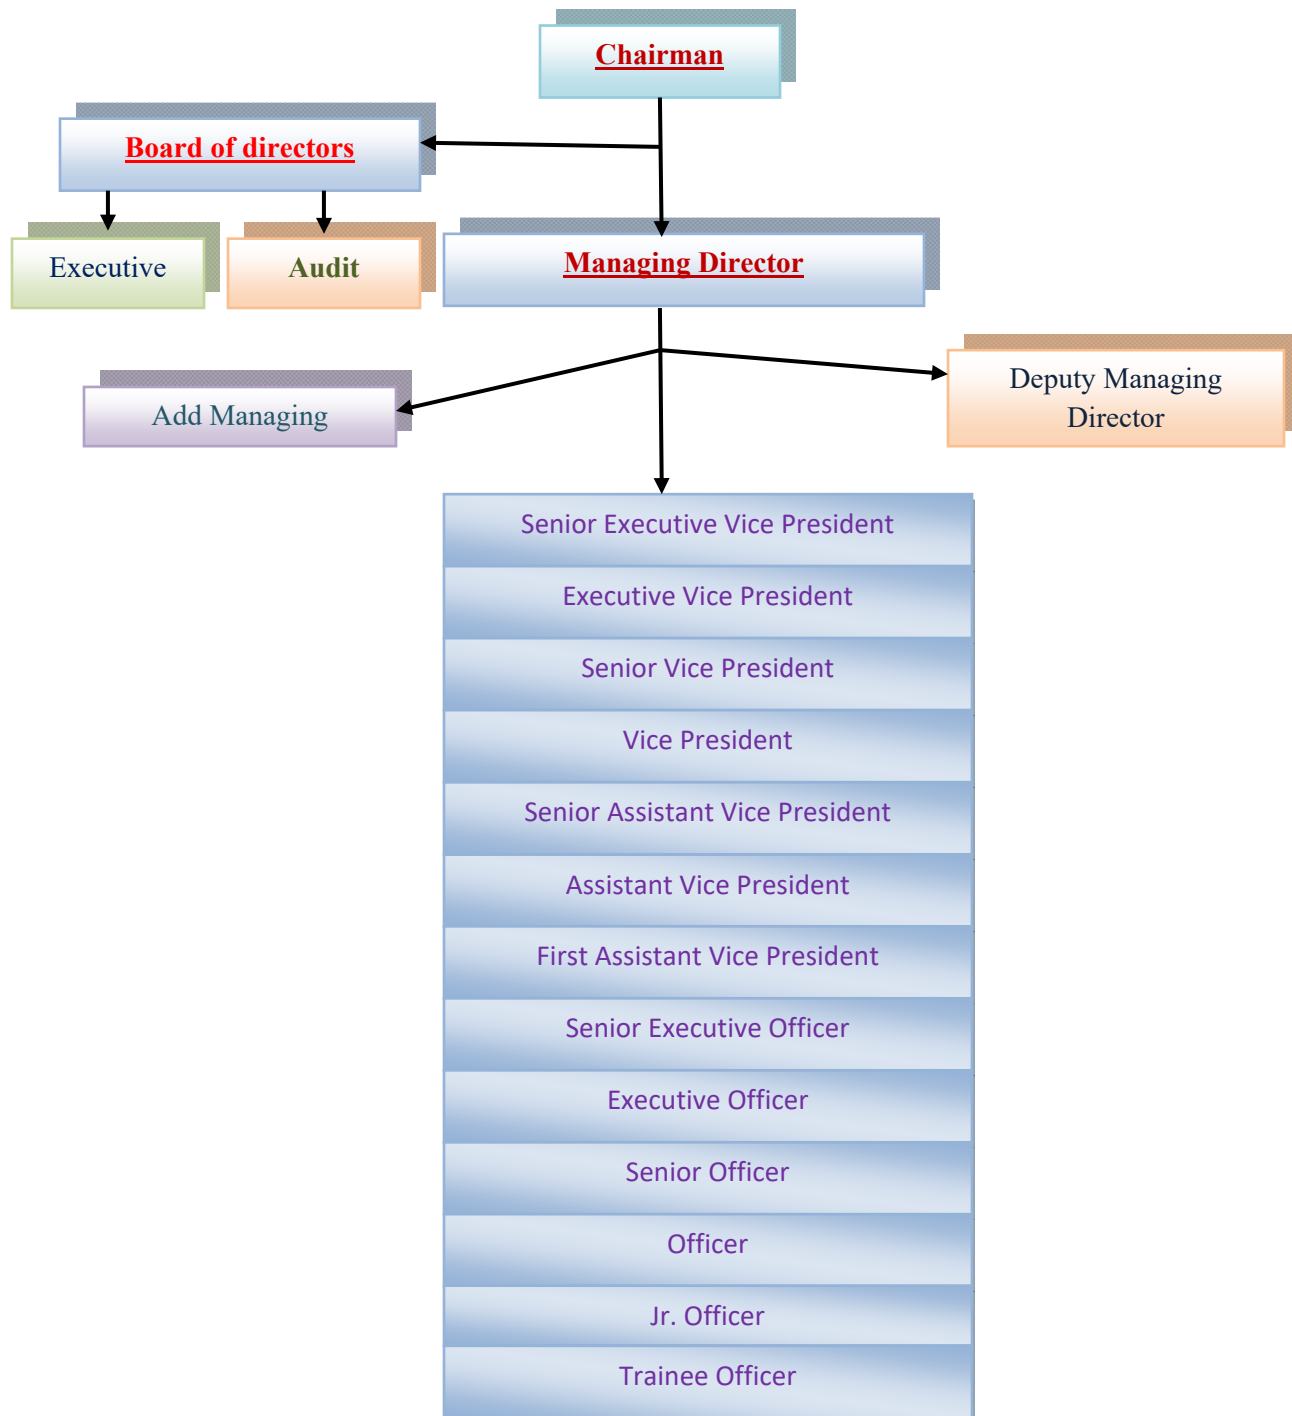 Chairman
Board of directors
Executive
Audit
Managing Director
Add Managing
Deputy Managing
Director
Senior Executive Vice President
Executive Vice President
Senior Vice President
Vice President
Senior Assistant Vice President
Assistant Vice President
First Assistant Vice President
Senior Executive Officer
Executive Officer
Senior Officer
Officer
Jr. Officer
Trainee Officer